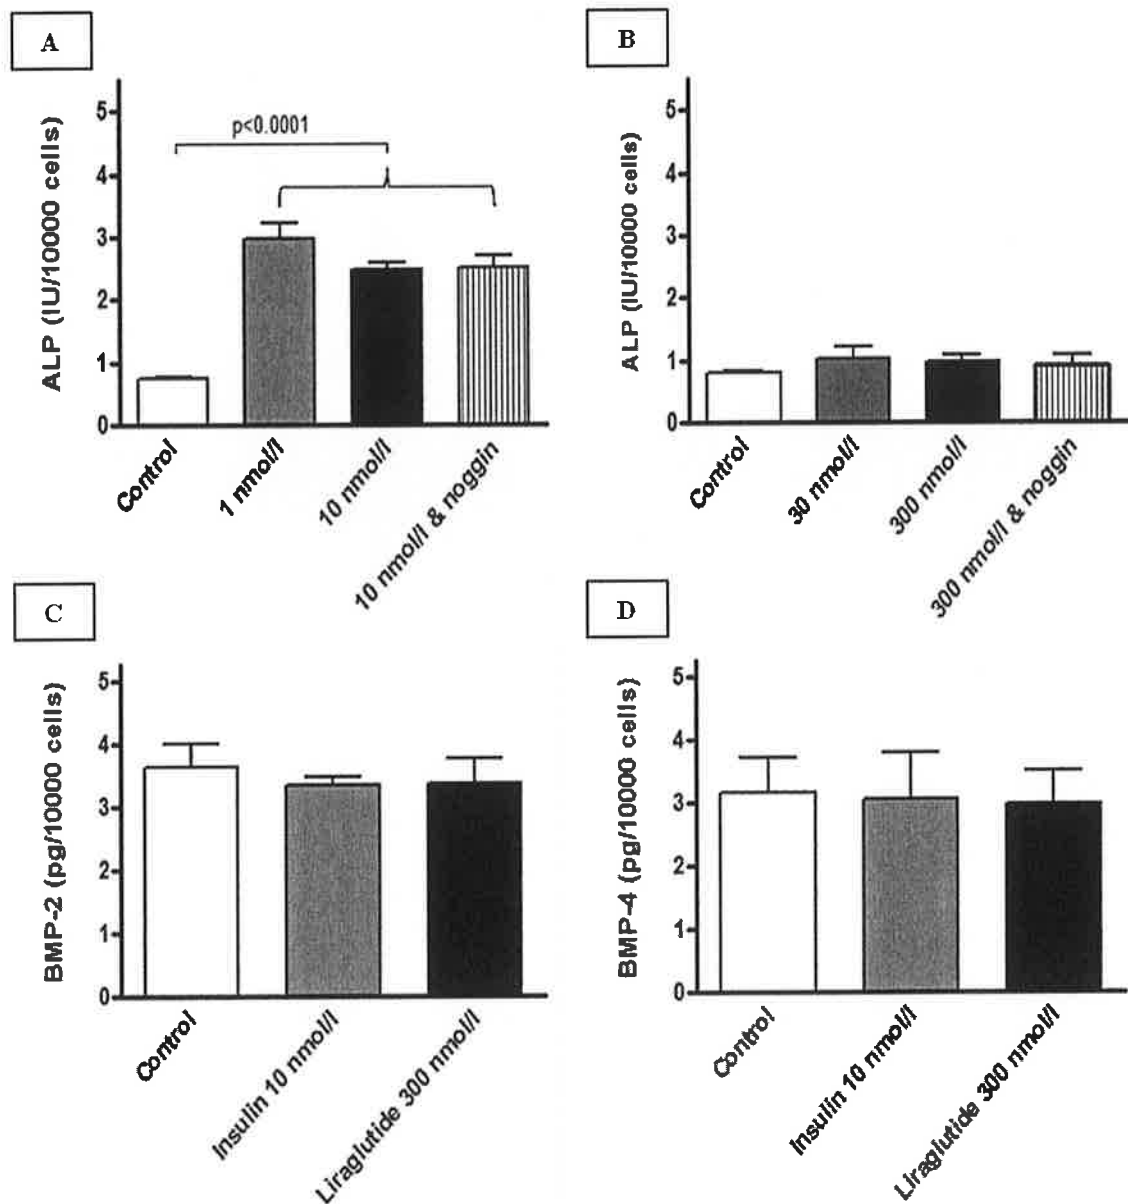 A
ALP (IU/10000 cells)
5
4
3
2
1
0
p<0.0001
Control
1 nmol/l
10 nmol/l
10 nmol/l & noggin
B
ALP (IU/10000 cells)
5
4
3
2
1
0
Control
30 nmol/l
300 nmol/l
300 nmol/l & noggin
C
BMP-2 (pg/10000 cells)
5
4
3
2
1
0
Control
Insulin 10 nmol/l
Liraglutide 300 nmol/l
D
BMP-4 (pg/10000 cells)
5
4
3
2
1
0
Control
Insulin 10 nmol/l
Liraglutide 300 nmol/l